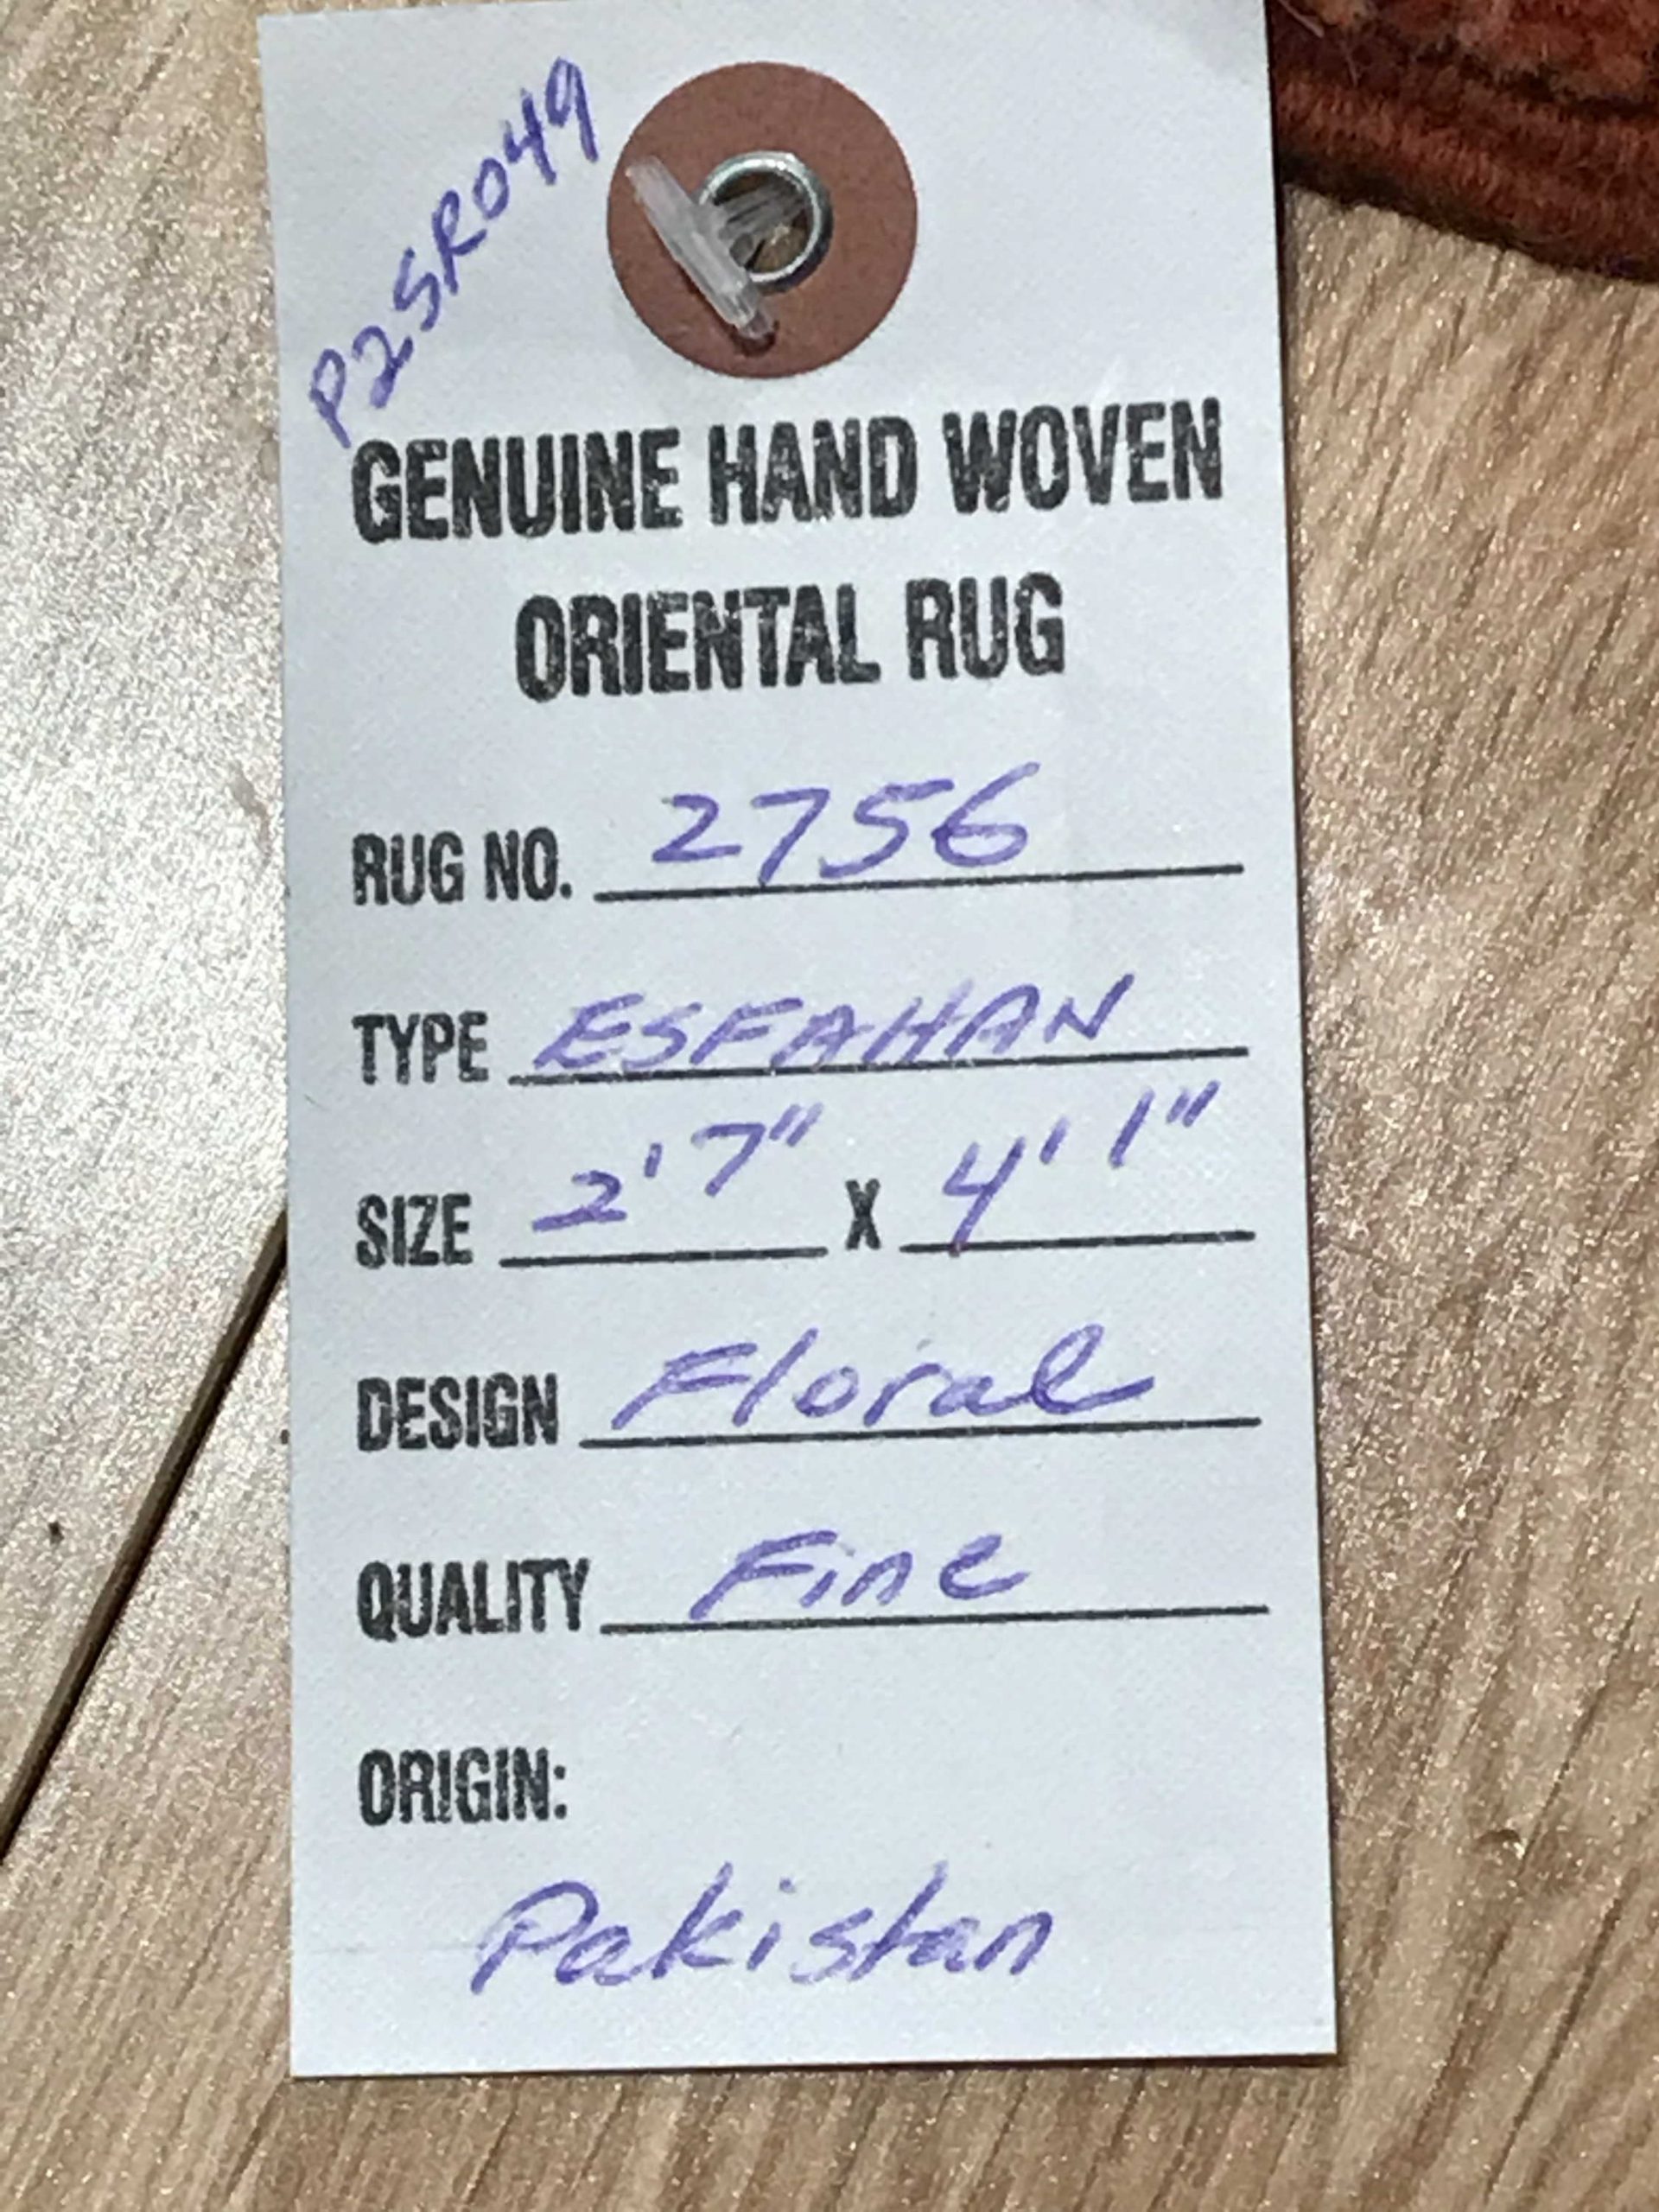 P2SR049
GENUINE HAND WOVEN
ORIENTAL RUG
RUG NO. 2756
TYPE ESFAHAN
SIZE 2' 7" X 4' 1"
DESIGN Floral
QUALITY Fine
ORIGIN:
Pakistan